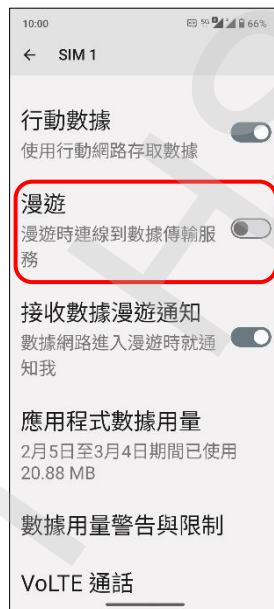 10:00 5G 66%
← SIM 1
行動數據
使用行動網路存取數據
漫遊
漫遊時連線到數據傳輸服
務
接收數據漫遊通知
數據網路進入漫遊時就通
知我
應用程式數據用量
2月5日至3月4日期間已使用
20.88 MB
數據用量警告與限制
VoLTE 通話